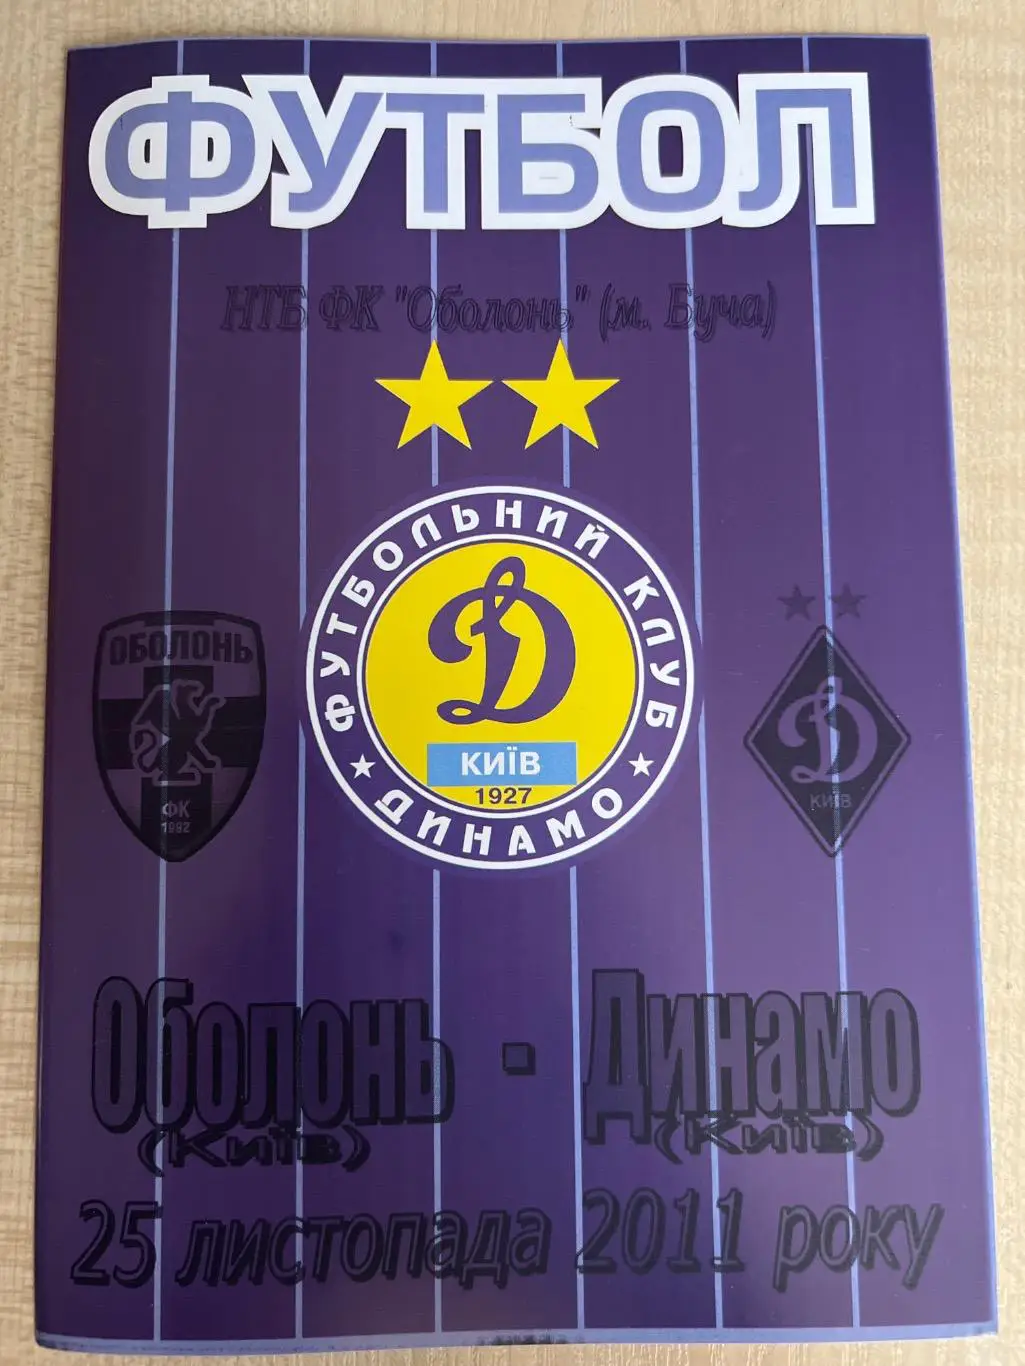 ФУТБОЛ
НТБ ФК "Оболонь" (м. Буча)
ФУТБОЛЬНИЙ КЛУБ
КИЇВ
1927
ДИНАМО
ОБОЛОНЬ
ФК
1992
КИЇВ
Оболонь - Динамо
(Київ) (Київ)
25 листопада 2011 року